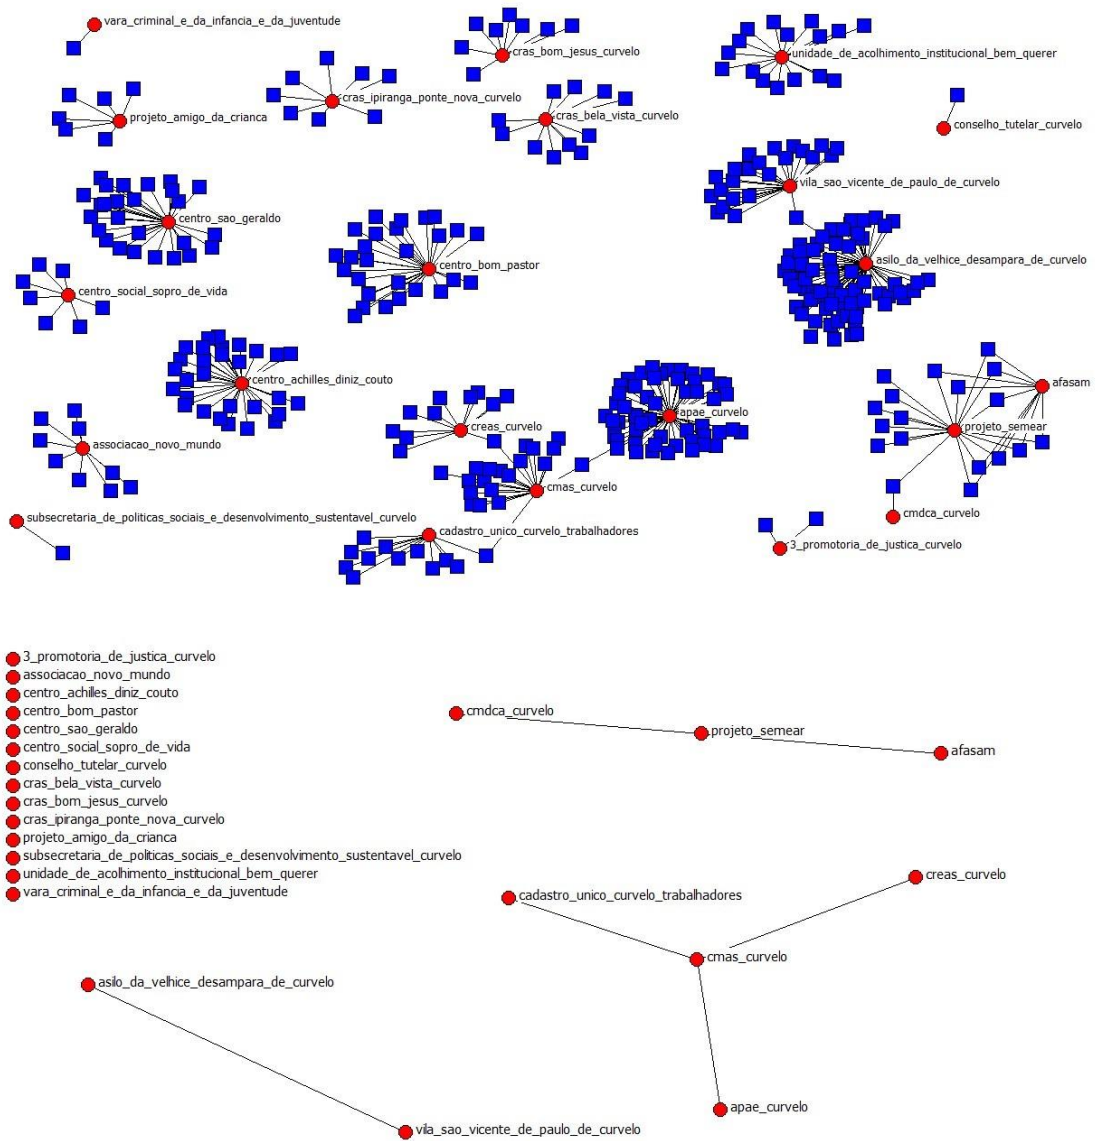 vara_criminal_e_da_infancia_e_da_juventude
cras_bom_jesus_curvelo
unidade_de_acolhimento_institucional_bem_querer
cras_ipiranga_ponte_nova_curvelo
projeto_amigo_da_crianca
cras_bela_vista_curvelo
conselho_tutelar_curvelo
vila_sao_vicente_de_paulo_de_curvelo
centro_sao_geraldo
centro_bom_pastor
asilo_da_velhice_desampara_de_curvelo
centro_social_sopro_de_vida
centro_achilles_diniz_couto
afasam
apae_curvelo
creas_curvelo
projeto_semear
associacao_novo_mundo
cmas_curvelo
cmdca_curvelo
subsecretaria_de_politicas_sociais_e_desenvolvimento_sustentavel_curvelo
cadastro_unico_curvelo_trabalhadores
3_promotoria_de_justica_curvelo
3_promotoria_de_justica_curvelo
associacao_novo_mundo
centro_achilles_diniz_couto
centro_bom_pastor
centro_sao_geraldo
centro_social_sopro_de_vida
conselho_tutelar_curvelo
cras_bela_vista_curvelo
cras_bom_jesus_curvelo
cras_ipiranga_ponte_nova_curvelo
projeto_amigo_da_crianca
subsecretaria_de_politicas_sociais_e_desenvolvimento_sustentavel_curvelo
unidade_de_acolhimento_institucional_bem_querer
vara_criminal_e_da_infancia_e_da_juventude
cmdca_curvelo
projeto_semear
afasam
creas_curvelo
cadastro_unico_curvelo_trabalhadores
cmas_curvelo
asilo_da_velhice_desampara_de_curvelo
apae_curvelo
vila_sao_vicente_de_paulo_de_curvelo